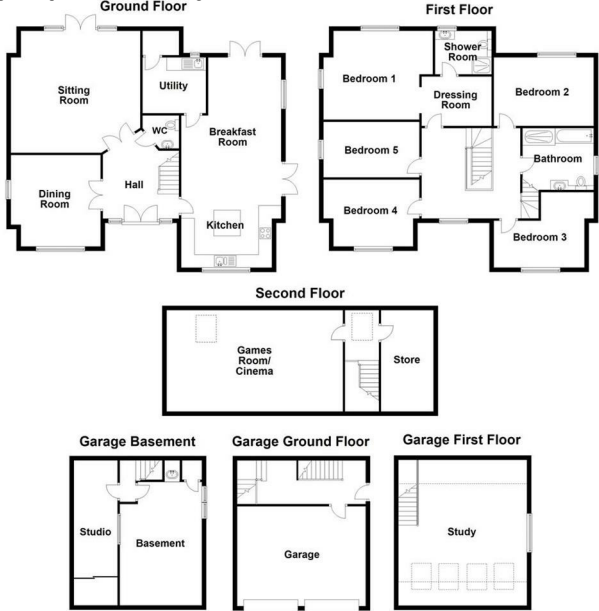 Ground Floor
First Floor
Sitting
Room
Utility
WC
Breakfast
Room
Hall
Dining
Room
Kitchen
Shower
Room
Bedroom 1
Dressing
Room
Bedroom 2
Bedroom 5
Bathroom
Bedroom 4
Bedroom 3
Second Floor
Games
Room/
Cinema
Store
Garage Basement
Garage Ground Floor
Garage First Floor
Studio
Basement
Garage
Study